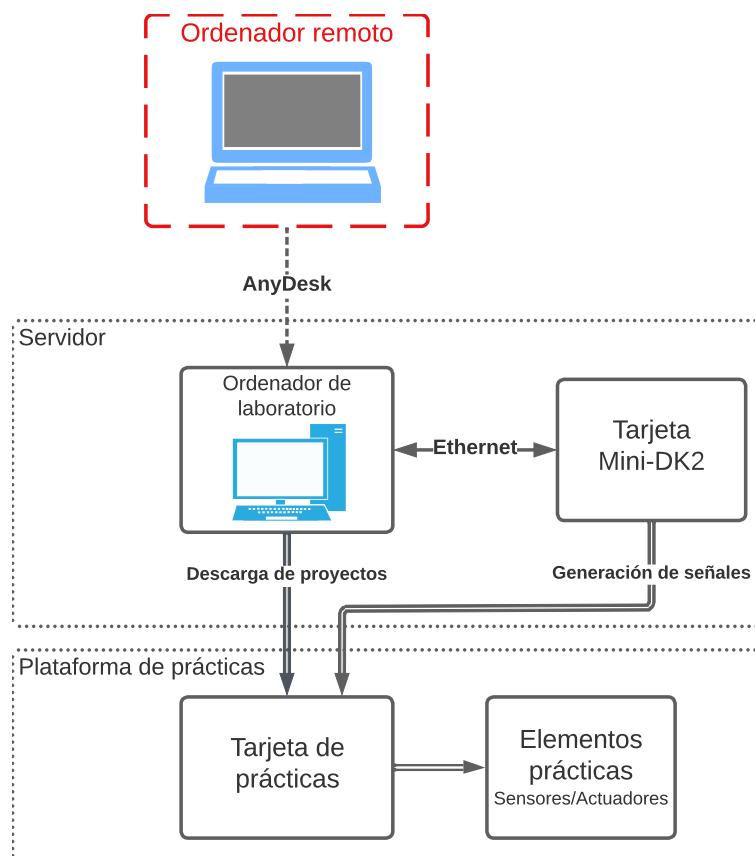 Ordenador remoto
AnyDesk
Servidor
Ordenador de
laboratorio
Ethernet
Tarjeta
Mini-DK2
Descarga de proyectos
Generación de señales
Plataforma de prácticas
Tarjeta de
prácticas
Elementos
prácticas
Sensores/Actuadores